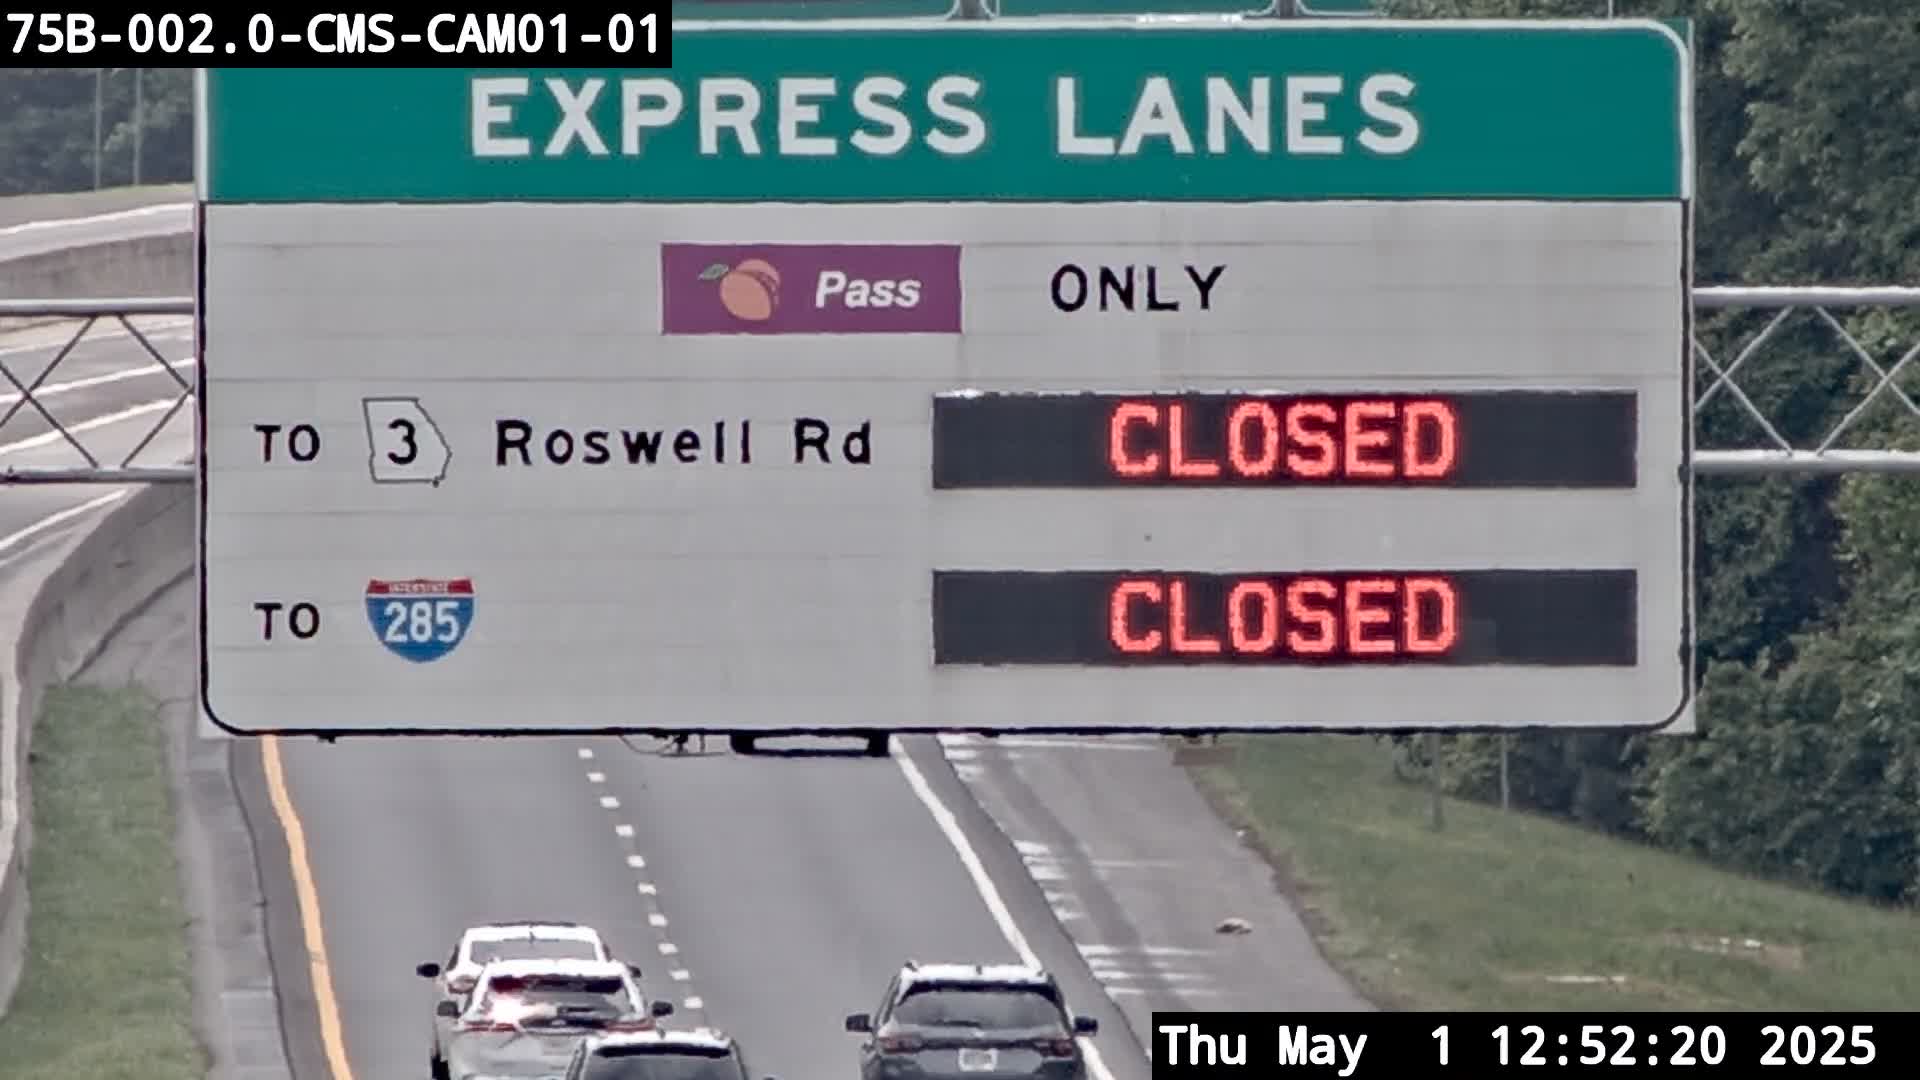 75B-002.0-CMS-CAM01-01
EXPRESS LANES
Pass ONLY
TO 3 Roswell Rd CLOSED
INTERSTATE
TO 285 CLOSED
Thu May 1 12:52:20 2025